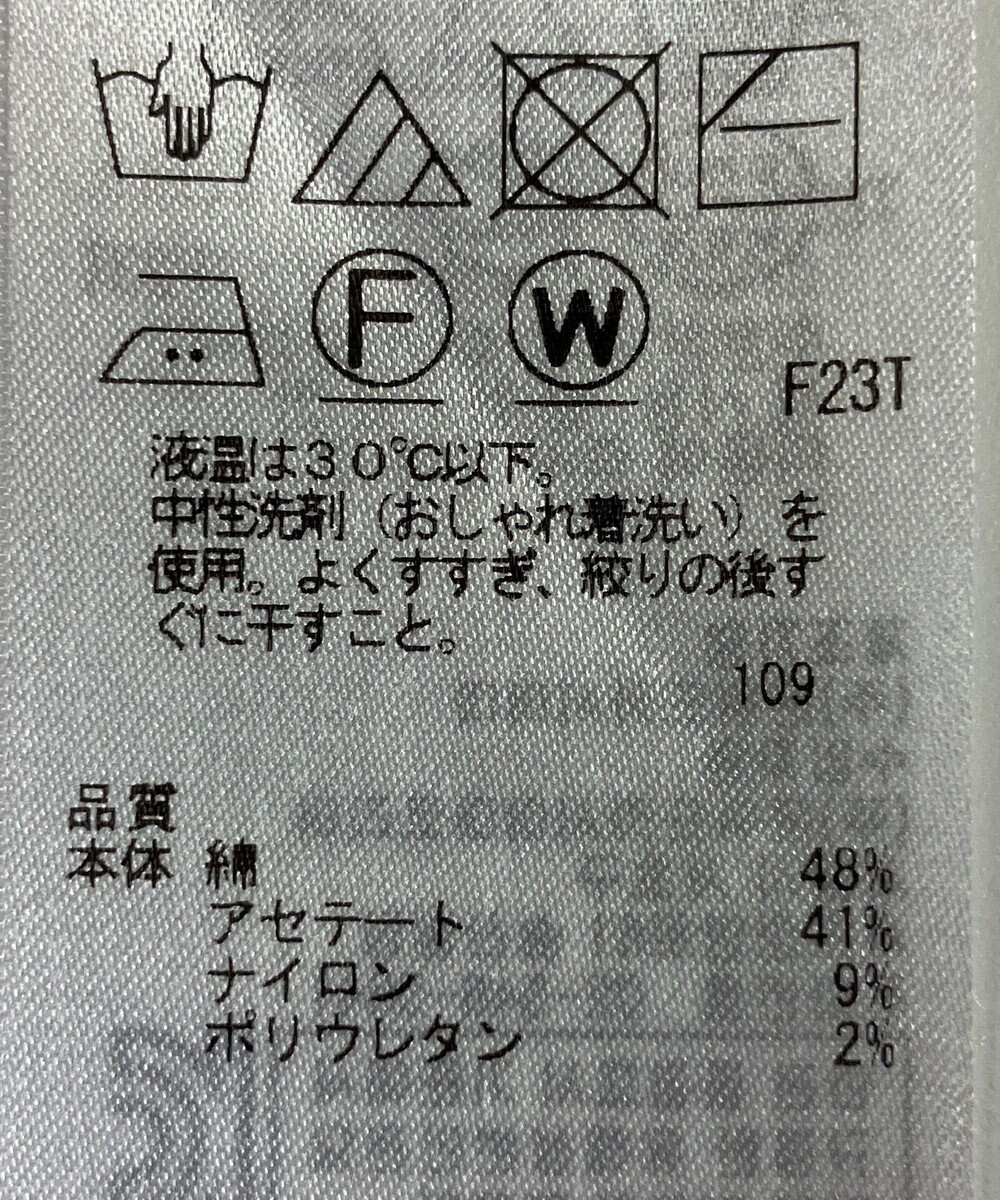 F
W
F23T
液温は30℃以下。
中性洗剤（おしゃれ着洗い）を
使用。よくすすぎ、絞りの後す
ぐに干すこと。
109
品質
本体 綿 48%
アセテート 41%
ナイロン 9%
ポリウレタン 2%